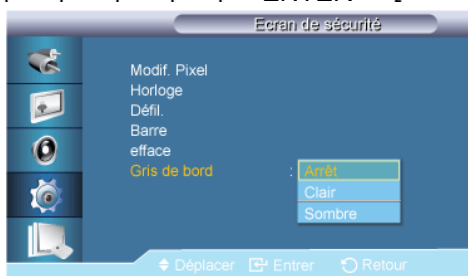 Ecran de sécurité
Modif. Pixel
Horloge
Défil.
Barre
efface
Gris de bord : Arrêt
Clair
Sombre
Déplacer Entrer Retour